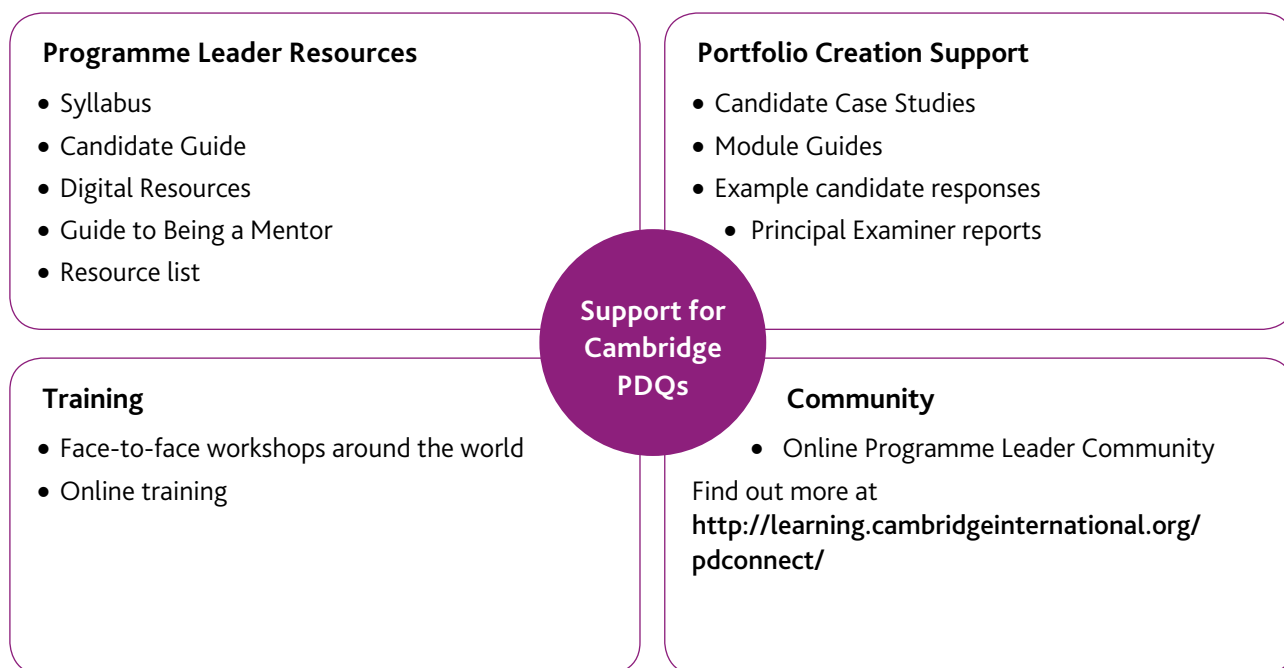 Programme Leader Resources
• Syllabus
• Candidate Guide
• Digital Resources
• Guide to Being a Mentor
• Resource list
Portfolio Creation Support
• Candidate Case Studies
• Module Guides
• Example candidate responses
• Principal Examiner reports
Support for
Cambridge
PDQs
Training
• Face-to-face workshops around the world
• Online training
Community
• Online Programme Leader Community
Find out more at
http://learning.cambridgeinternational.org/
pdconnect/